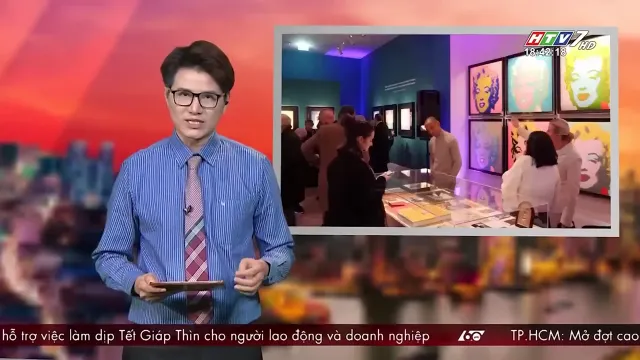 HTV7 HD
18:42:18
hỗ trợ việc làm dịp Tết Giáp Thìn cho người lao động và doanh nghiệp
60
TP.HCM: Mở đợt cao